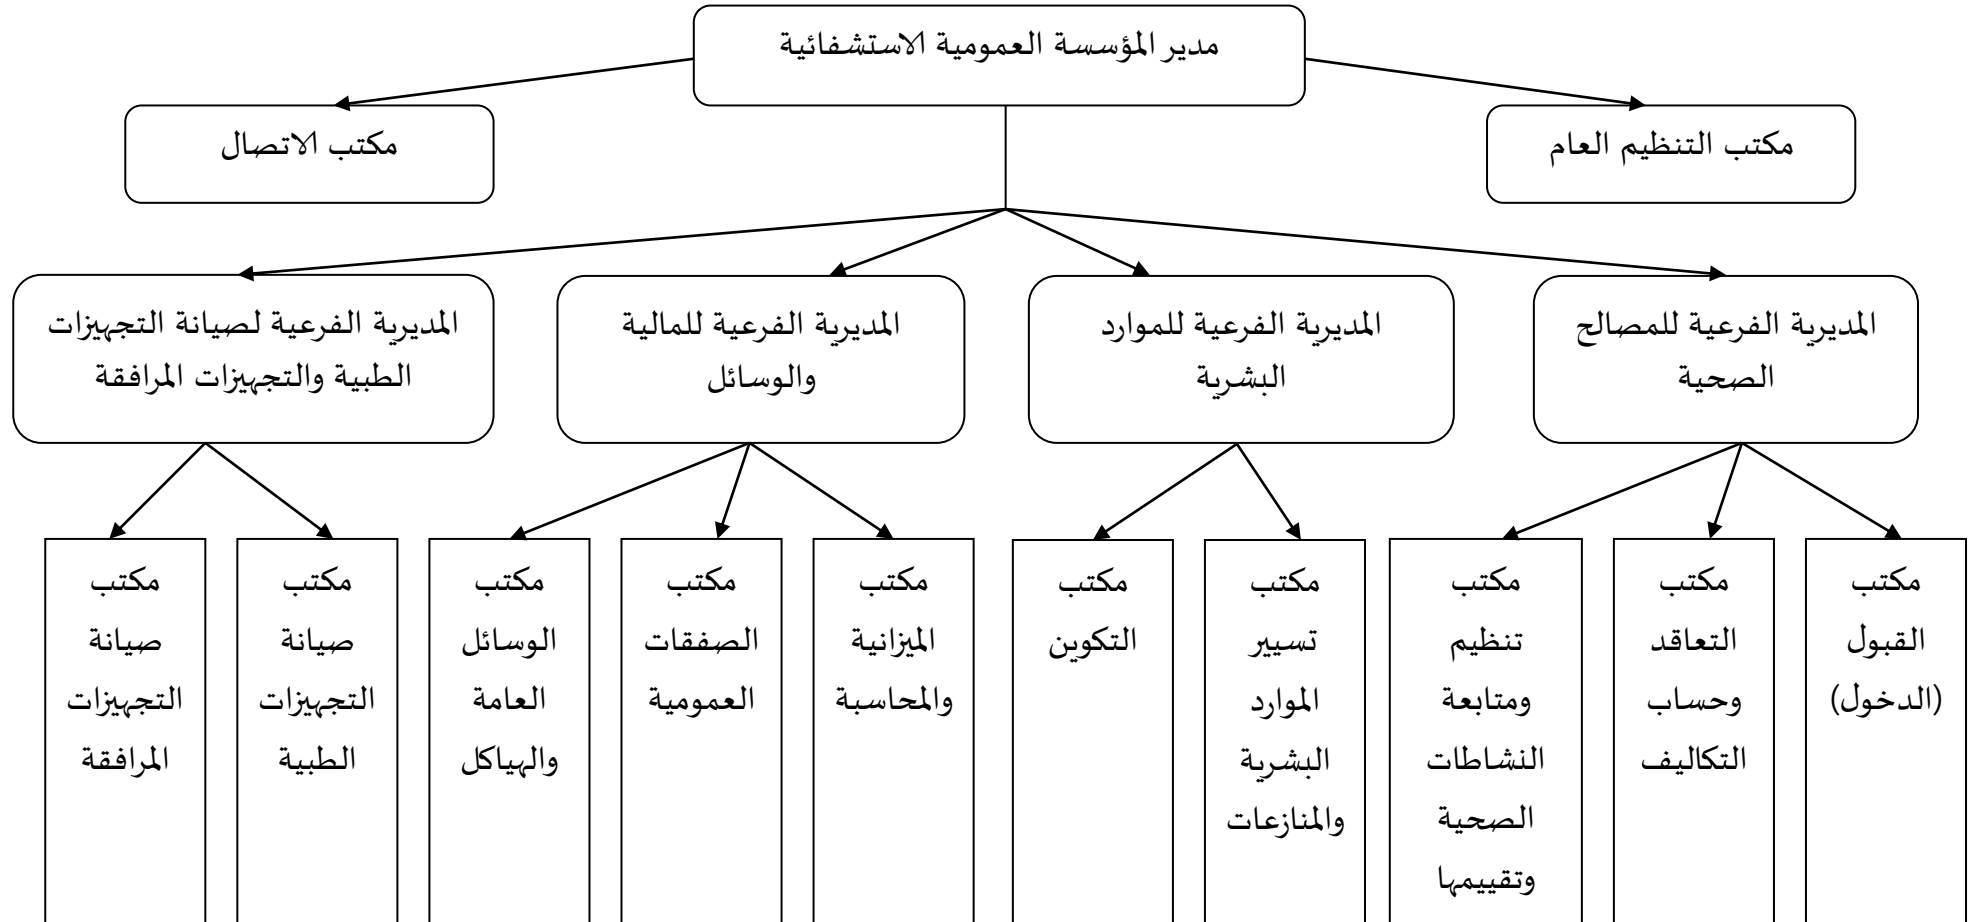 مدير المؤسسة العمومية الاستشفائية
مكتب التنظيم العام
مكتب الاتصال
المديرية الفرعية للمصالح
الصحية
المديرية الفرعية للموارد
البشرية
المديرية الفرعية للمالية
والوسائل
المديرية الفرعية لصيانة التجهيزات
الطبية والتجهيزات المرافقة
مكتب
القبول
(الدخول)
مكتب
التعاقد
وحساب
التكاليف
مكتب
تنظيم
ومتابعة
النشاطات
الصحية
وتقييمها
مكتب
تسيير
الموارد
البشرية
والمنازعات
مكتب
التكوين
مكتب
الميزانية
والمحاسبة
مكتب
الصفقات
العمومية
مكتب
الوسائل
العامة
والهياكل
مكتب
صيانة
التجهيزات
الطبية
مكتب
صيانة
التجهيزات
المرافقة